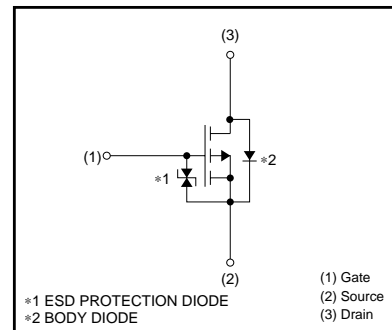 (3)
(1)
∗1
∗2
(2)
∗1 ESD PROTECTION DIODE
∗2 BODY DIODE
(1) Gate
(2) Source
(3) Drain